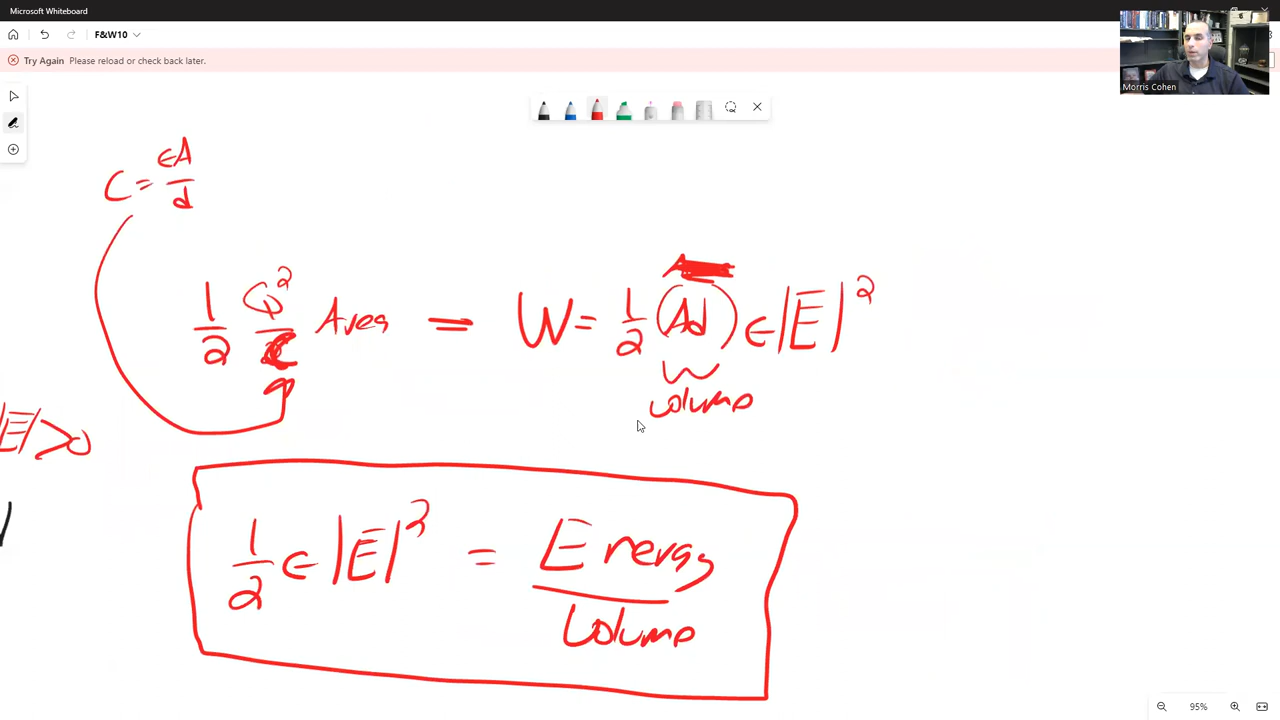 Microsoft Whiteboard
F&W10
Try Again Please reload or check back later.
Morris Cohen
C = ϵA/d
1/2 Q²/ Area = W = 1/2 (Ad) ϵ|E|²
Volume
|E|>0
1/2 ϵ|E|² = Energy/Volume
95%